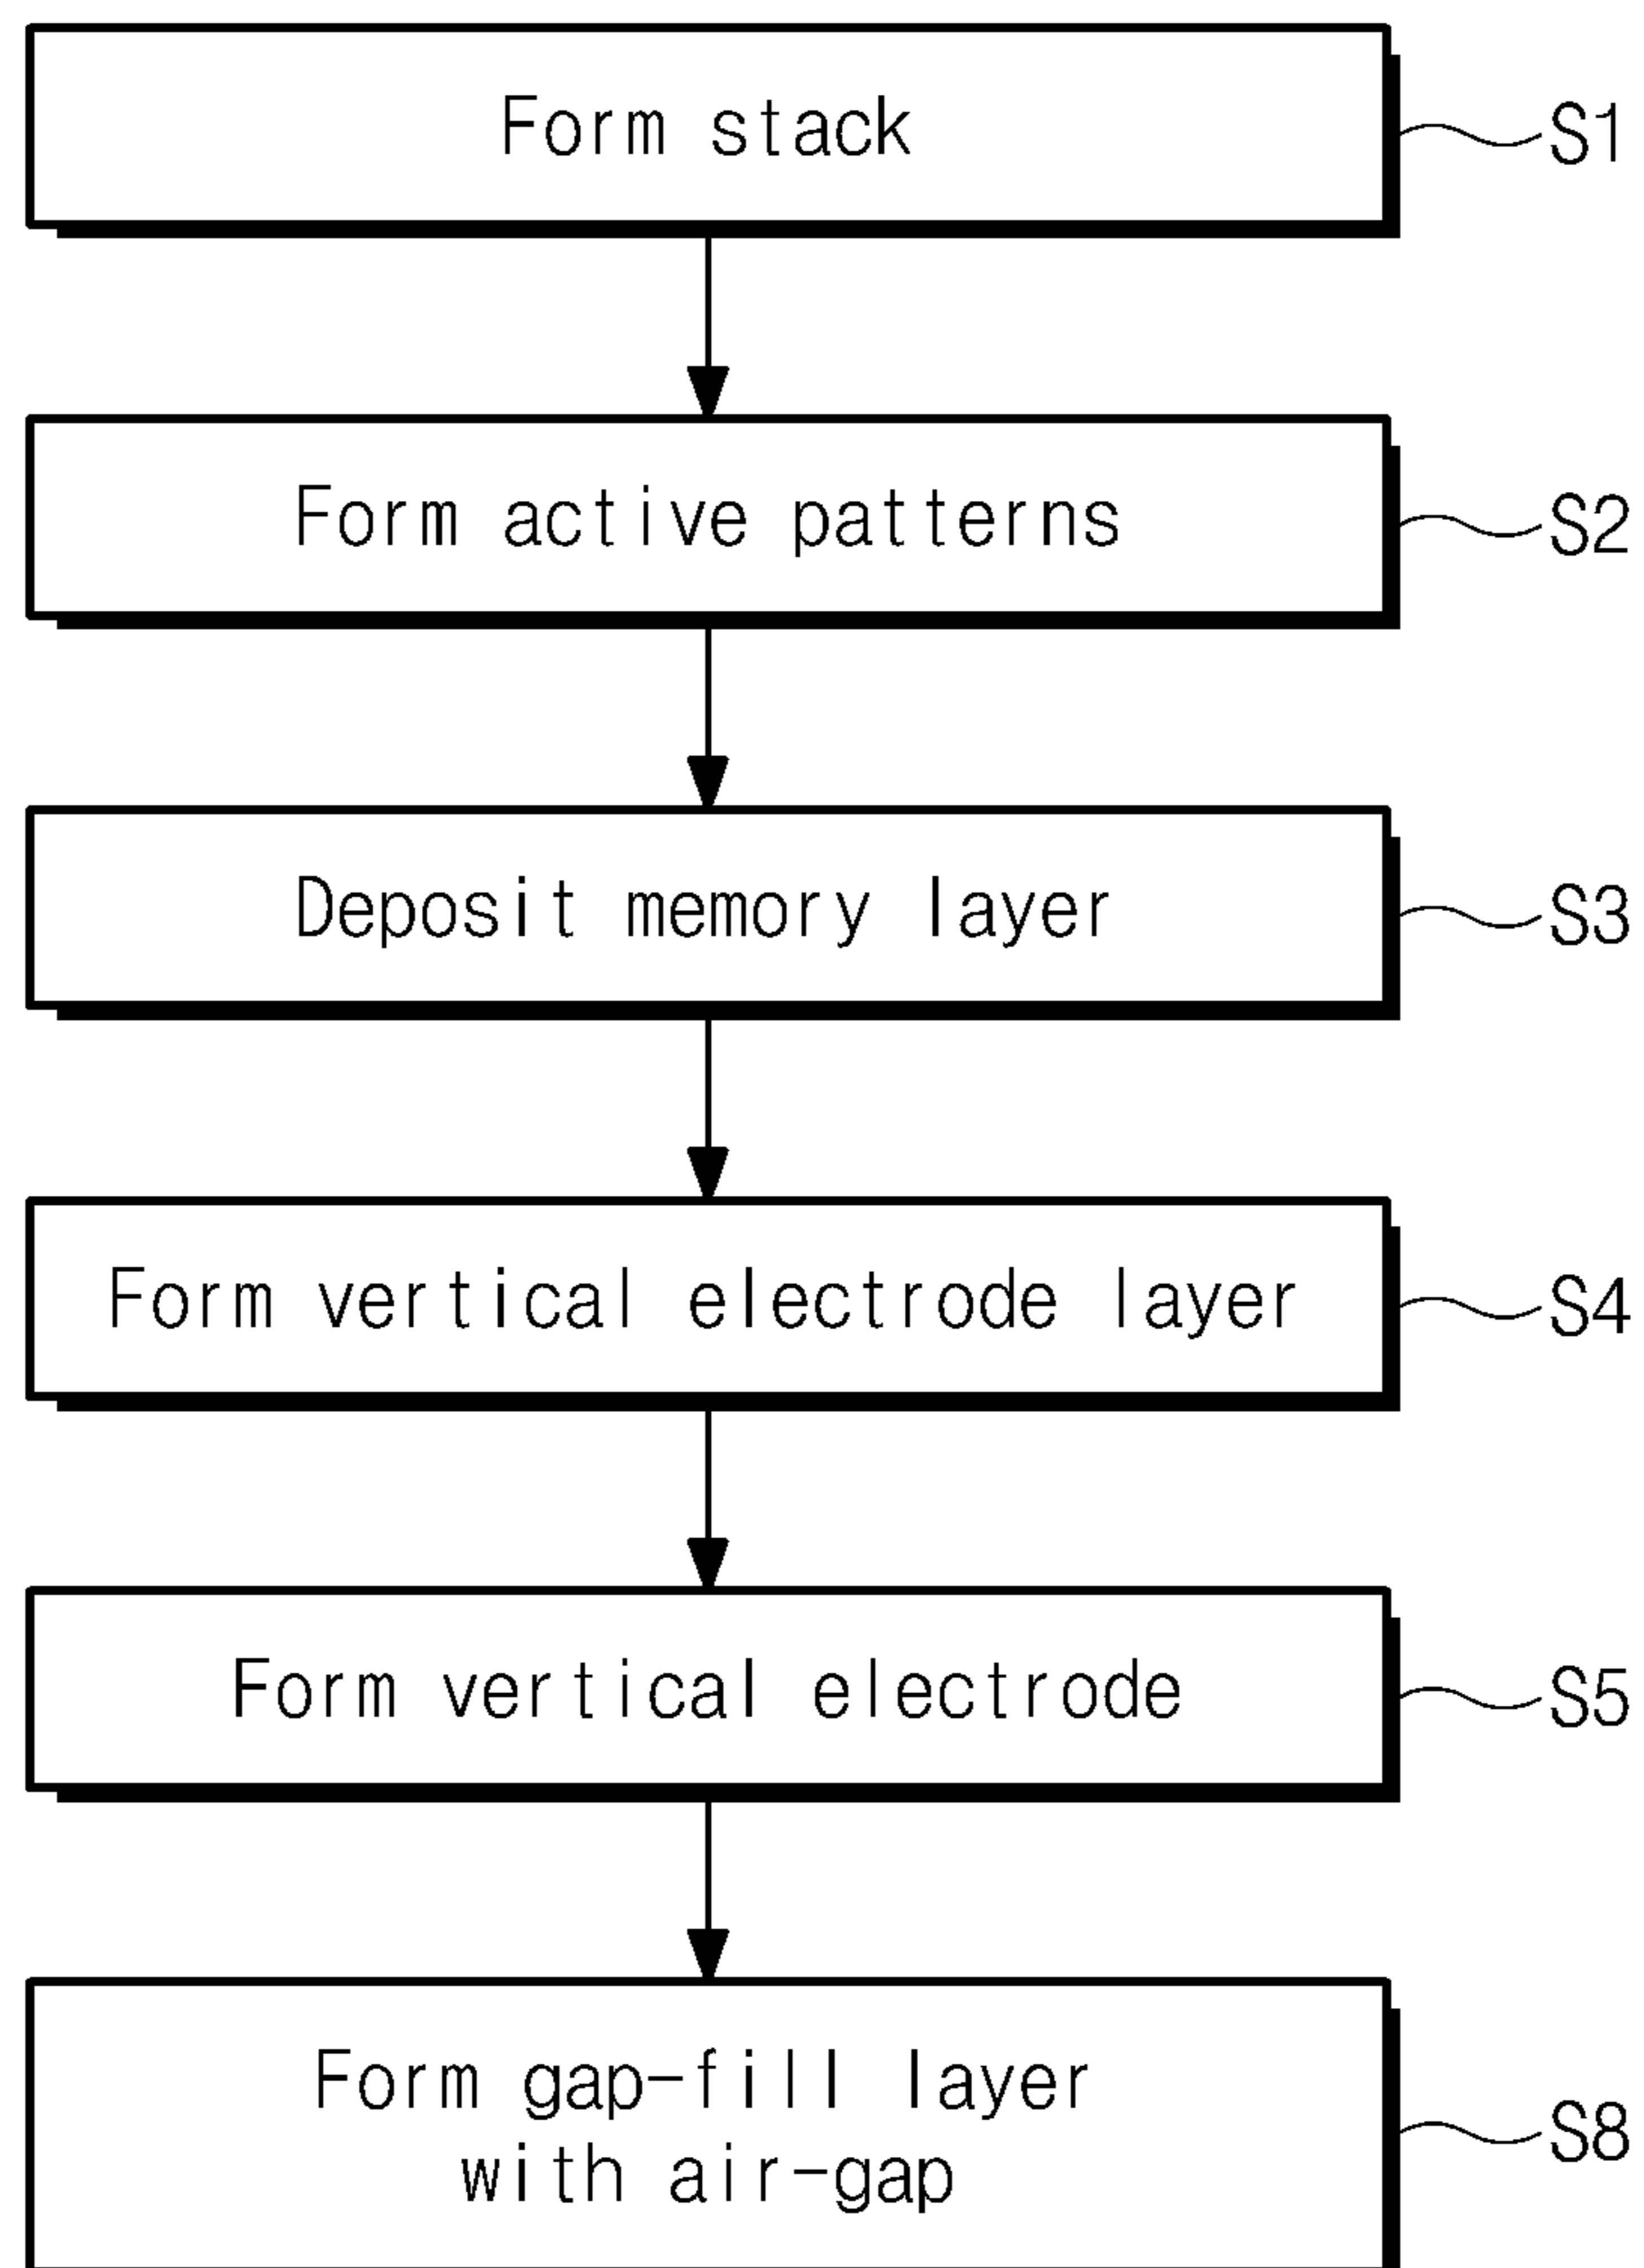 Form stack
S1
Form active patterns
S2
Deposit memory layer
S3
Form vertical electrode layer
S4
Form vertical electrode
S5
Form gap-fill layer
with air-gap
S8